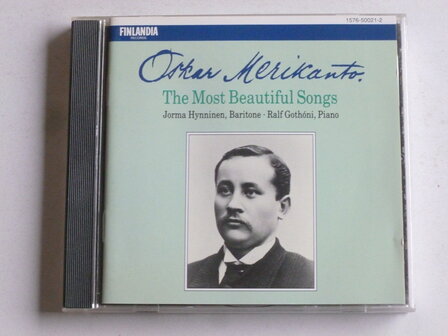 FINLANDIA
RECORDS
1576-50021-2
Oskar Merikanto.
The Most Beautiful Songs
Jorma Hynninen, Baritone · Ralf Gothóni, Piano